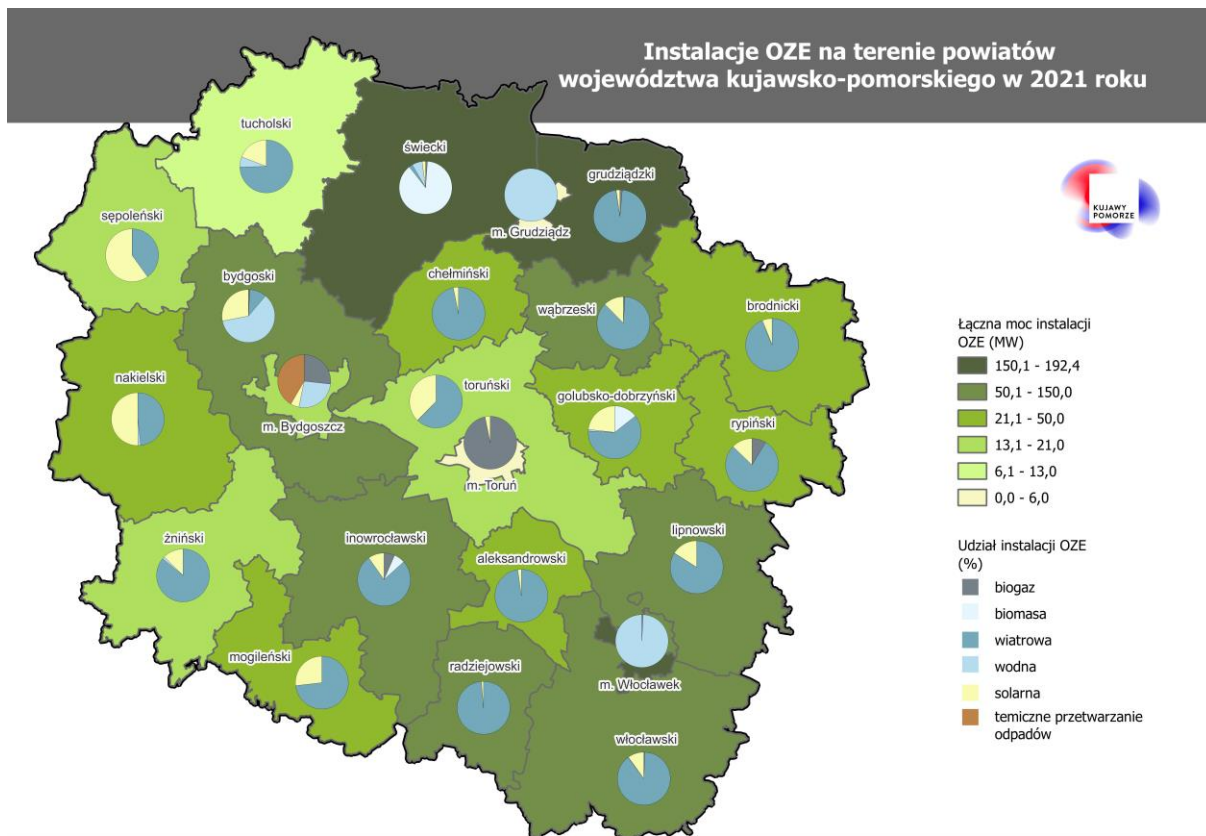 Instalacje OZE na terenie powiatów
województwa kujawsko-pomorskiego w 2021 roku
tucholski
świecki
grudziądzki
m. Grudziądz
sępoleński
bydgoski
chełmiński
wąbrzeski
brodnicki
nakielski
m. Bydgoszcz
toruński
golubsko-dobrzyński
rypiński
m. Toruń
żniński
inowrocławski
aleksandrowski
lipnowski
mogileński
radziejowski
m. Włocławek
włocławski
KUJAWY
POMORZE
Łączna moc instalacji
OZE (MW)
150,1 - 192,4
50,1 - 150,0
21,1 - 50,0
13,1 - 21,0
6,1 - 13,0
0,0 - 6,0
Udział instalacji OZE
(%)
biogaz
biomasa
wiatrowa
wodna
solarna
temiczne przetwarzanie
odpadów